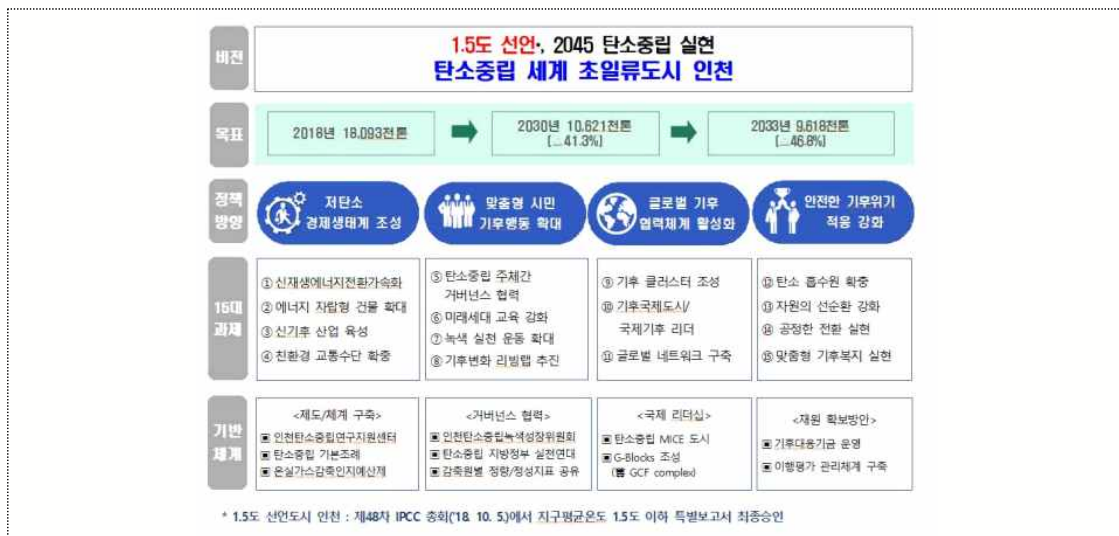 비전
1.5도 선언*, 2045 탄소중립 실현
탄소중립 세계 초일류도시 인천
목표
2018년 18.093천톤
2030년 10.621천톤
(...41.3%)
2033년 9.618천톤
(...46.8%)
정책
방향
저탄소
경제생태계 조성
맞춤형 시민
기후행동 확대
글로벌 기후
협력체계 활성화
안전한 기후위기
적응 강화
15대
과제
① 신재생에너지전환가속화
② 에너지 자립형 건물 확대
③ 신기후 산업 육성
④ 친환경 교통수단 확충
⑤ 탄소중립 주체간
거버넌스 협력
⑥ 미래세대 교육 강화
⑦ 녹색 실천 운동 확대
⑧ 기후변화 리빙랩 추진
⑨ 기후 클러스터 조성
⑩ 기후국제도시/
국제기후 리더
⑪ 글로벌 네트워크 구축
⑫ 탄소 흡수원 확충
⑬ 자원의 선순환 강화
⑭ 공정한 전환 실현
⑮ 맞춤형 기후복지 실현
기반
체계
<제도/체계 구축>
▣ 인천탄소중립연구지원센터
▣ 탄소중립 기본조례
▣ 온실가스감축인지예산제
<거버넌스 협력>
▣ 인천탄소중립녹색성장위원회
▣ 탄소중립 지방정부 실천연대
▣ 감축원별 정량/정성지표 공유
<국제 리더십>
▣ 탄소중립 MICE 도시
▣ G-Blocks 조성
( GCF complex)
<재원 확보방안>
▣ 기후대응기금 운영
▣ 이행평가 관리체계 구축
* 1.5도 선언도시 인천 : 제48차 IPCC 총회('18. 10. 5.)에서 지구평균온도 1.5도 이하 특별보고서 최종승인